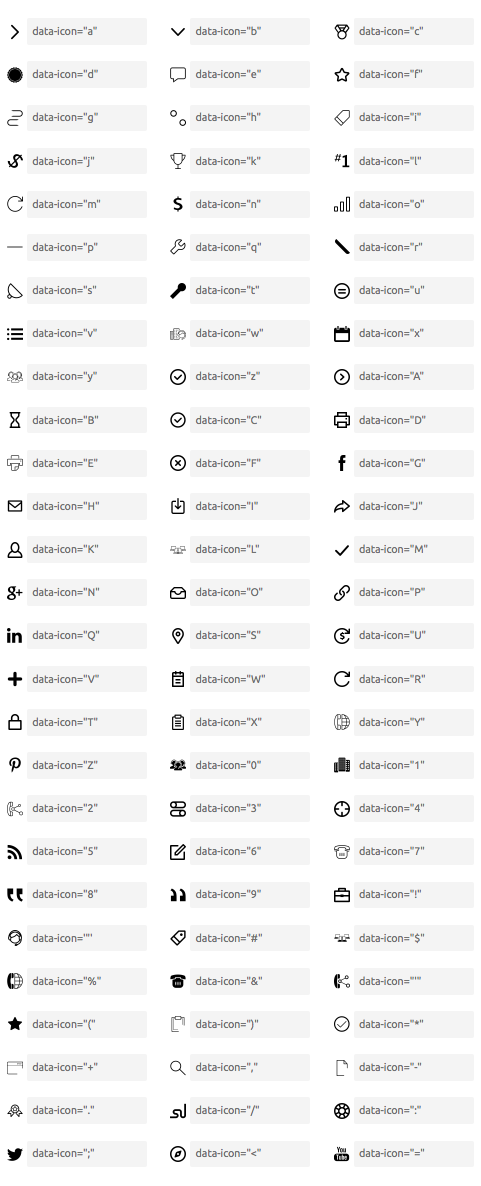 data-icon="a" data-icon="b" data-icon="c"
data-icon="d" data-icon="e" data-icon="f"
data-icon="g" data-icon="h" data-icon="i"
data-icon="j" data-icon="k" #1 data-icon="l"
data-icon="m" $ data-icon="n" data-icon="o"
data-icon="p" data-icon="q" data-icon="r"
data-icon="s" data-icon="t" data-icon="u"
data-icon="v" data-icon="w" data-icon="x"
data-icon="y" data-icon="z" data-icon="A"
data-icon="B" data-icon="C" data-icon="D"
data-icon="E" data-icon="F" f data-icon="G"
data-icon="H" data-icon="I" data-icon="J"
data-icon="K" data-icon="L" data-icon="M"
g+ data-icon="N" data-icon="O" data-icon="P"
in data-icon="Q" data-icon="S" $ data-icon="U"
data-icon="V" data-icon="W" data-icon="R"
data-icon="T" data-icon="X" data-icon="Y"
data-icon="Z" data-icon="0" data-icon="1"
data-icon="2" data-icon="3" data-icon="4"
data-icon="5" data-icon="6" data-icon="7"
data-icon="8" data-icon="9" data-icon="!"
data-icon=""' data-icon="#" data-icon="$"
data-icon="%" data-icon="&" data-icon="'"
data-icon="(" data-icon=")" data-icon="*"
data-icon="+" data-icon="," data-icon="-"
data-icon="." data-icon="/" data-icon=":"
data-icon=";" data-icon="<" You Tube data-icon="="